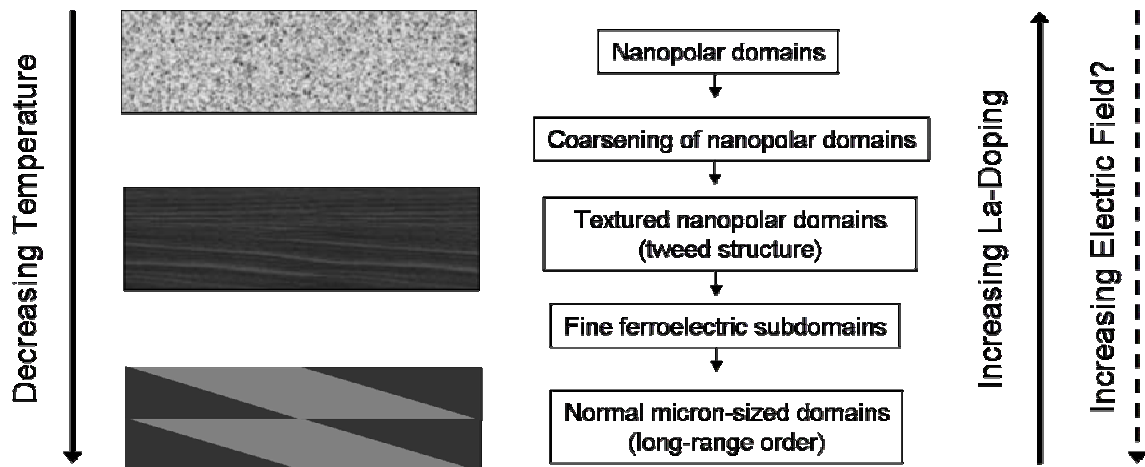 Decreasing Temperature
Nanopolar domains
Coarsening of nanopolar domains
Textured nanopolar domains
(tweed structure)
Fine ferroelectric subdomains
Normal micron-sized domains
(long-range order)
Increasing La-Doping
Increasing Electric Field?